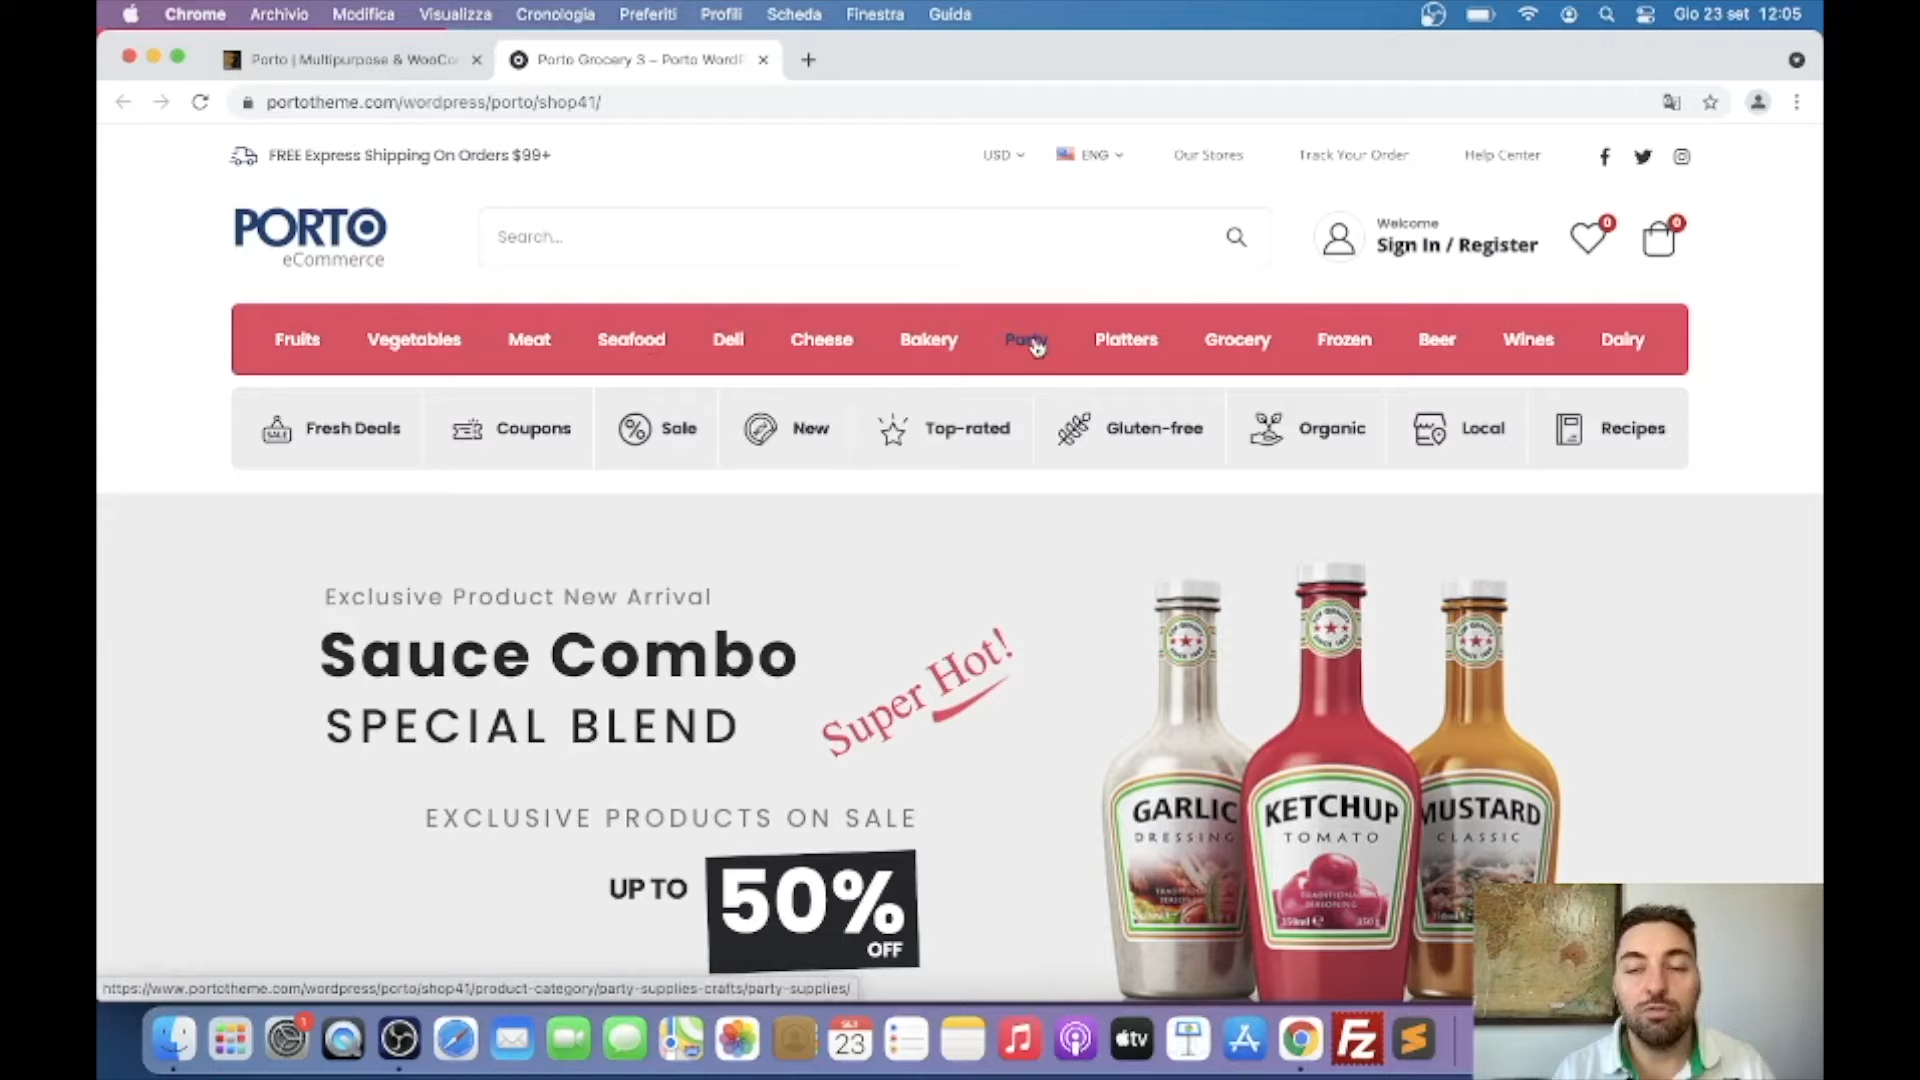 Chrome Archivio Modifica Visualizza Cronologia Preferiti Profili Scheda Finestra Guida Gio 23 set 12:05
Porto | Multipurpose & WooCo Porto Grocery 3 – Porto WordP
portotheme.com/wordpress/porto/shop41/
FREE Express Shipping On Orders $99+ USD ENG Our Stores Track Your Order Help Center
PORTO
eCommerce
Search...
Welcome
Sign In / Register
0
0
Fruits Vegetables Meat Seafood Deli Cheese Bakery Party Platters Grocery Frozen Beer Wines Dairy
Fresh Deals Coupons Sale New Top-rated Gluten-free Organic Local Recipes
Exclusive Product New Arrival
Sauce Combo
SPECIAL BLEND
Super Hot!
EXCLUSIVE PRODUCTS ON SALE
UP TO 50%
OFF
GARLIC
DRESSING
KETCHUP
TOMATO
MUSTARD
CLASSIC
https://www.portotheme.com/wordpress/porto/shop41/product-category/party-supplies-crafts/party-supplies/
1
SET
23
tv
Fz